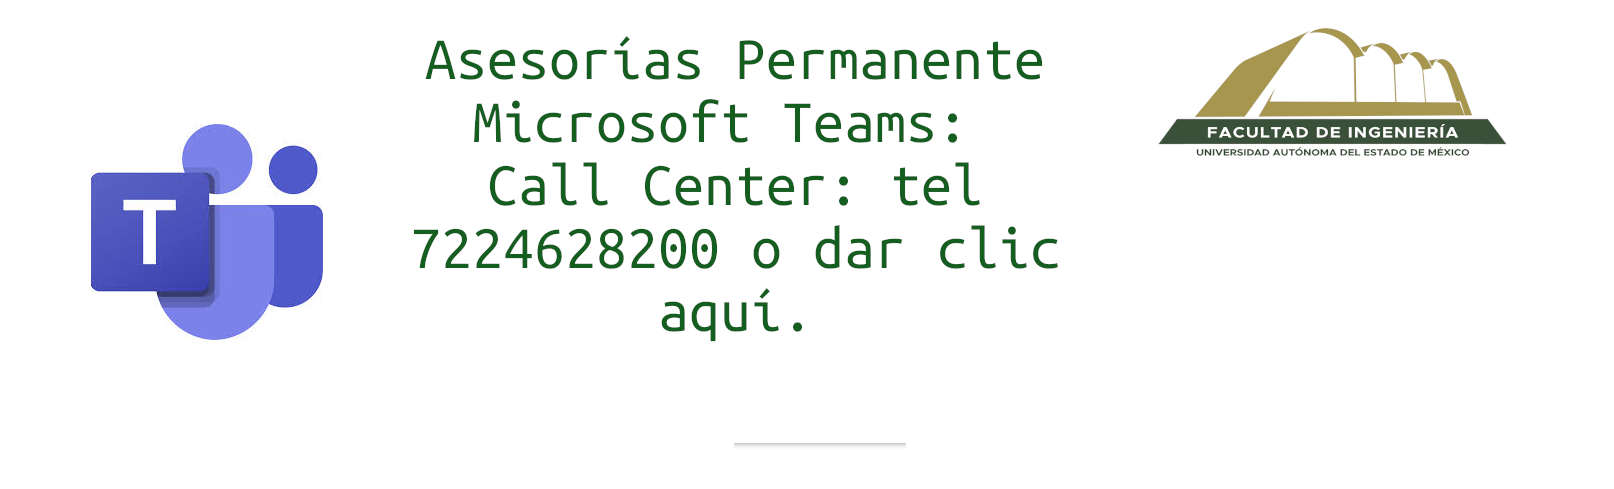 Asesorías Permanente
Microsoft Teams:
Call Center: tel
7224628200 o dar clic
aquí.
T
FACULTAD DE INGENIERÍA
UNIVERSIDAD AUTÓNOMA DEL ESTADO DE MÉXICO